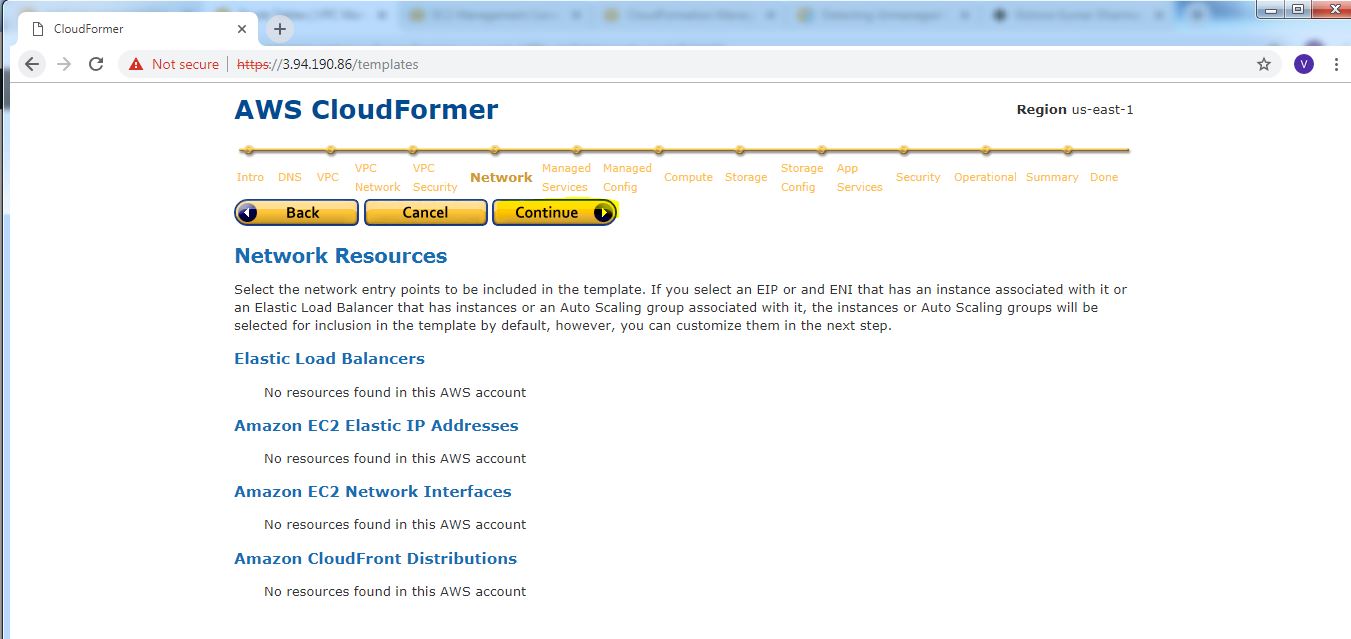 CloudFormer
Not secure | https://3.94.190.86/templates
V
AWS CloudFormer
Region us-east-1
Intro
DNS
VPC
VPC
Network
VPC
Security
Network
Managed
Services
Managed
Config
Compute
Storage
Storage
Config
App
Services
Security
Operational
Summary
Done
Back
Cancel
Continue
Network Resources
Select the network entry points to be included in the template. If you select an EIP or and ENI that has an instance associated with it or
an Elastic Load Balancer that has instances or an Auto Scaling group associated with it, the instances or Auto Scaling groups will be
selected for inclusion in the template by default, however, you can customize them in the next step.
Elastic Load Balancers
No resources found in this AWS account
Amazon EC2 Elastic IP Addresses
No resources found in this AWS account
Amazon EC2 Network Interfaces
No resources found in this AWS account
Amazon CloudFront Distributions
No resources found in this AWS account